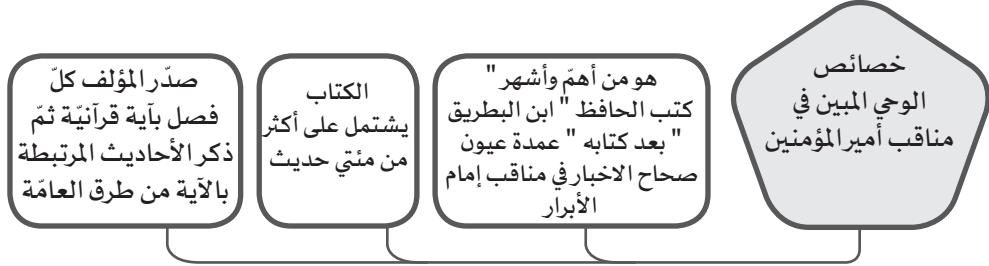 خصائص
الوحي المبين في
مناقب أمير المؤمنين
هو من أهمّ وأشهر "
كتب الحافظ " ابن البطريق
" بعد كتابه " عمدة عيون
صحاح الاخبار في مناقب إمام
الأبرار
الكتاب
يشتمل على أكثر
من مئتي حديث
صدّر المؤلف كلّ
فصل بآية قرآنيّة ثمّ
ذكر الأحاديث المرتبطة
بالآية من طرق العامّة